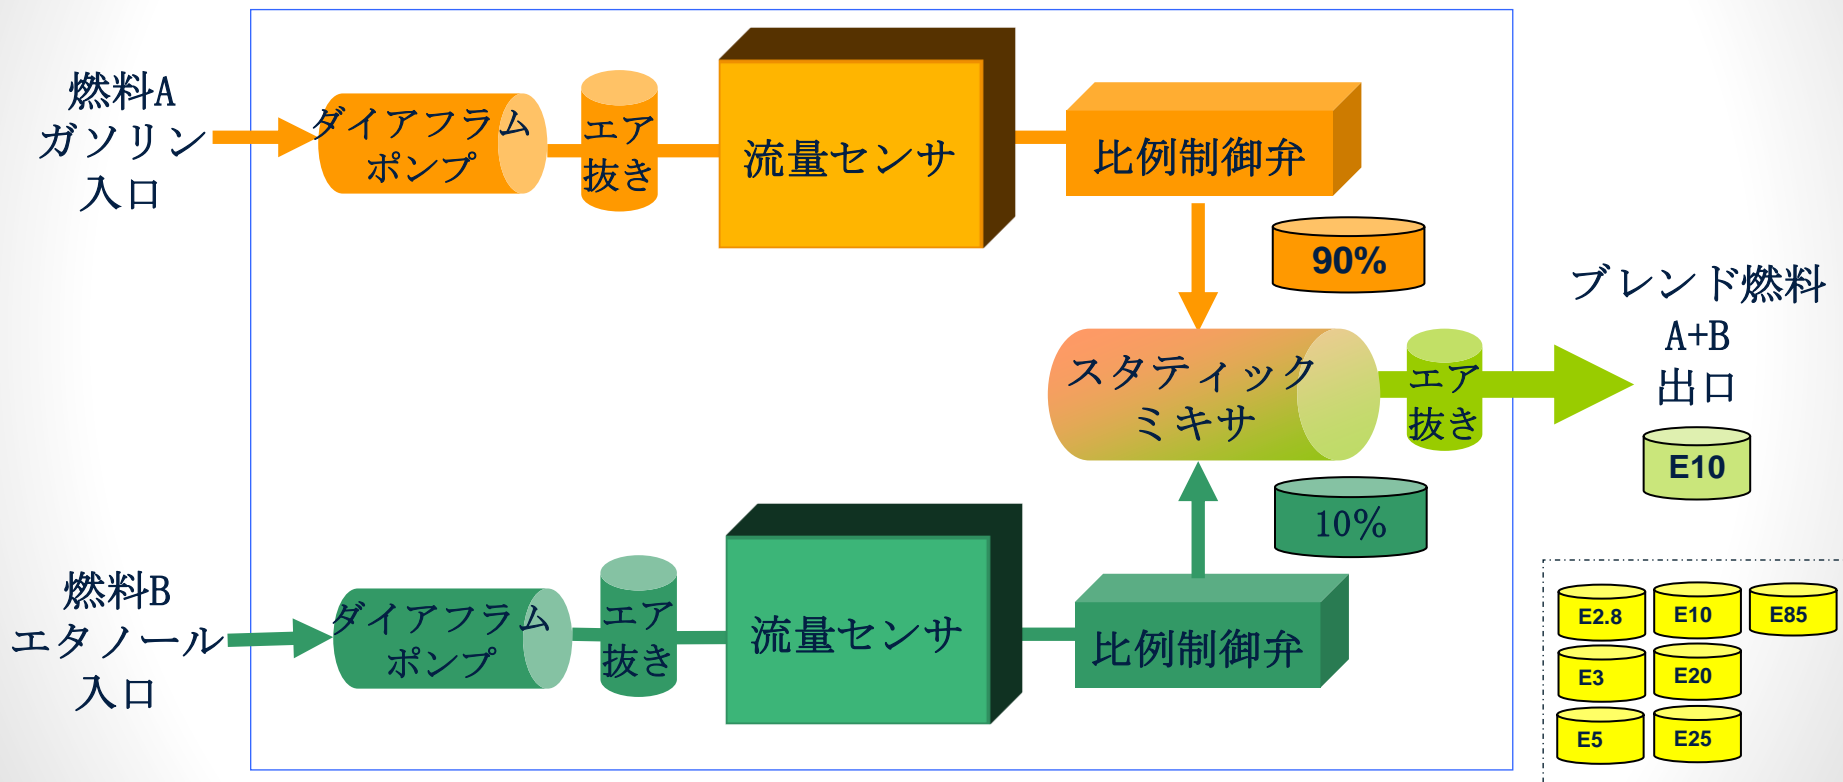 燃料A
ガソリン
入口
ダイアフラム
ポンプ
エア
抜き
流量センサ
比例制御弁
90%
スタティック
ミキサ
エア
抜き
ブレンド燃料
A+B
出口
E10
10%
燃料B
エタノール
入口
ダイアフラム
ポンプ
エア
抜き
流量センサ
比例制御弁
E2.8
E10
E85
E3
E20
E5
E25